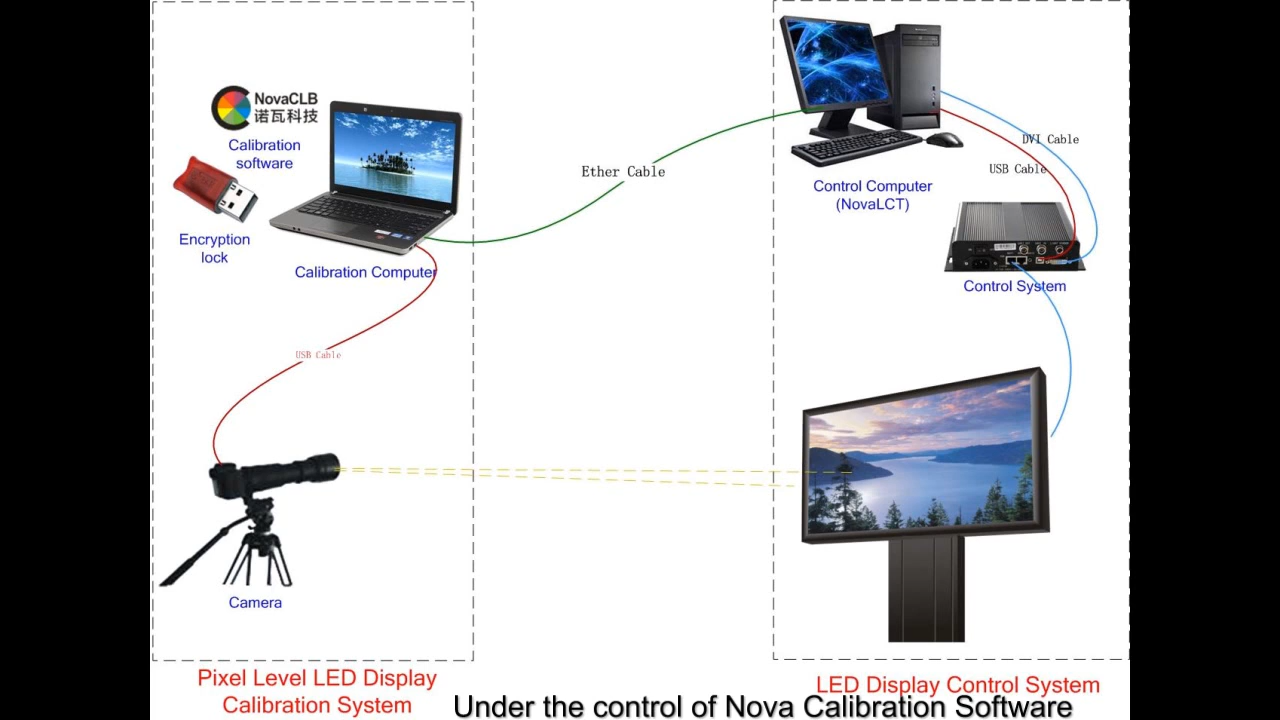 NovaCLB
诺瓦科技
Calibration
software
Encryption
lock
Calibration Computer
USB Cable
Camera
Ether Cable
DVI Cable
USB Cable
Control Computer
(NovaLCT)
Control System
Pixel Level LED Display
Calibration System
LED Display Control System
Under the control of Nova Calibration Software